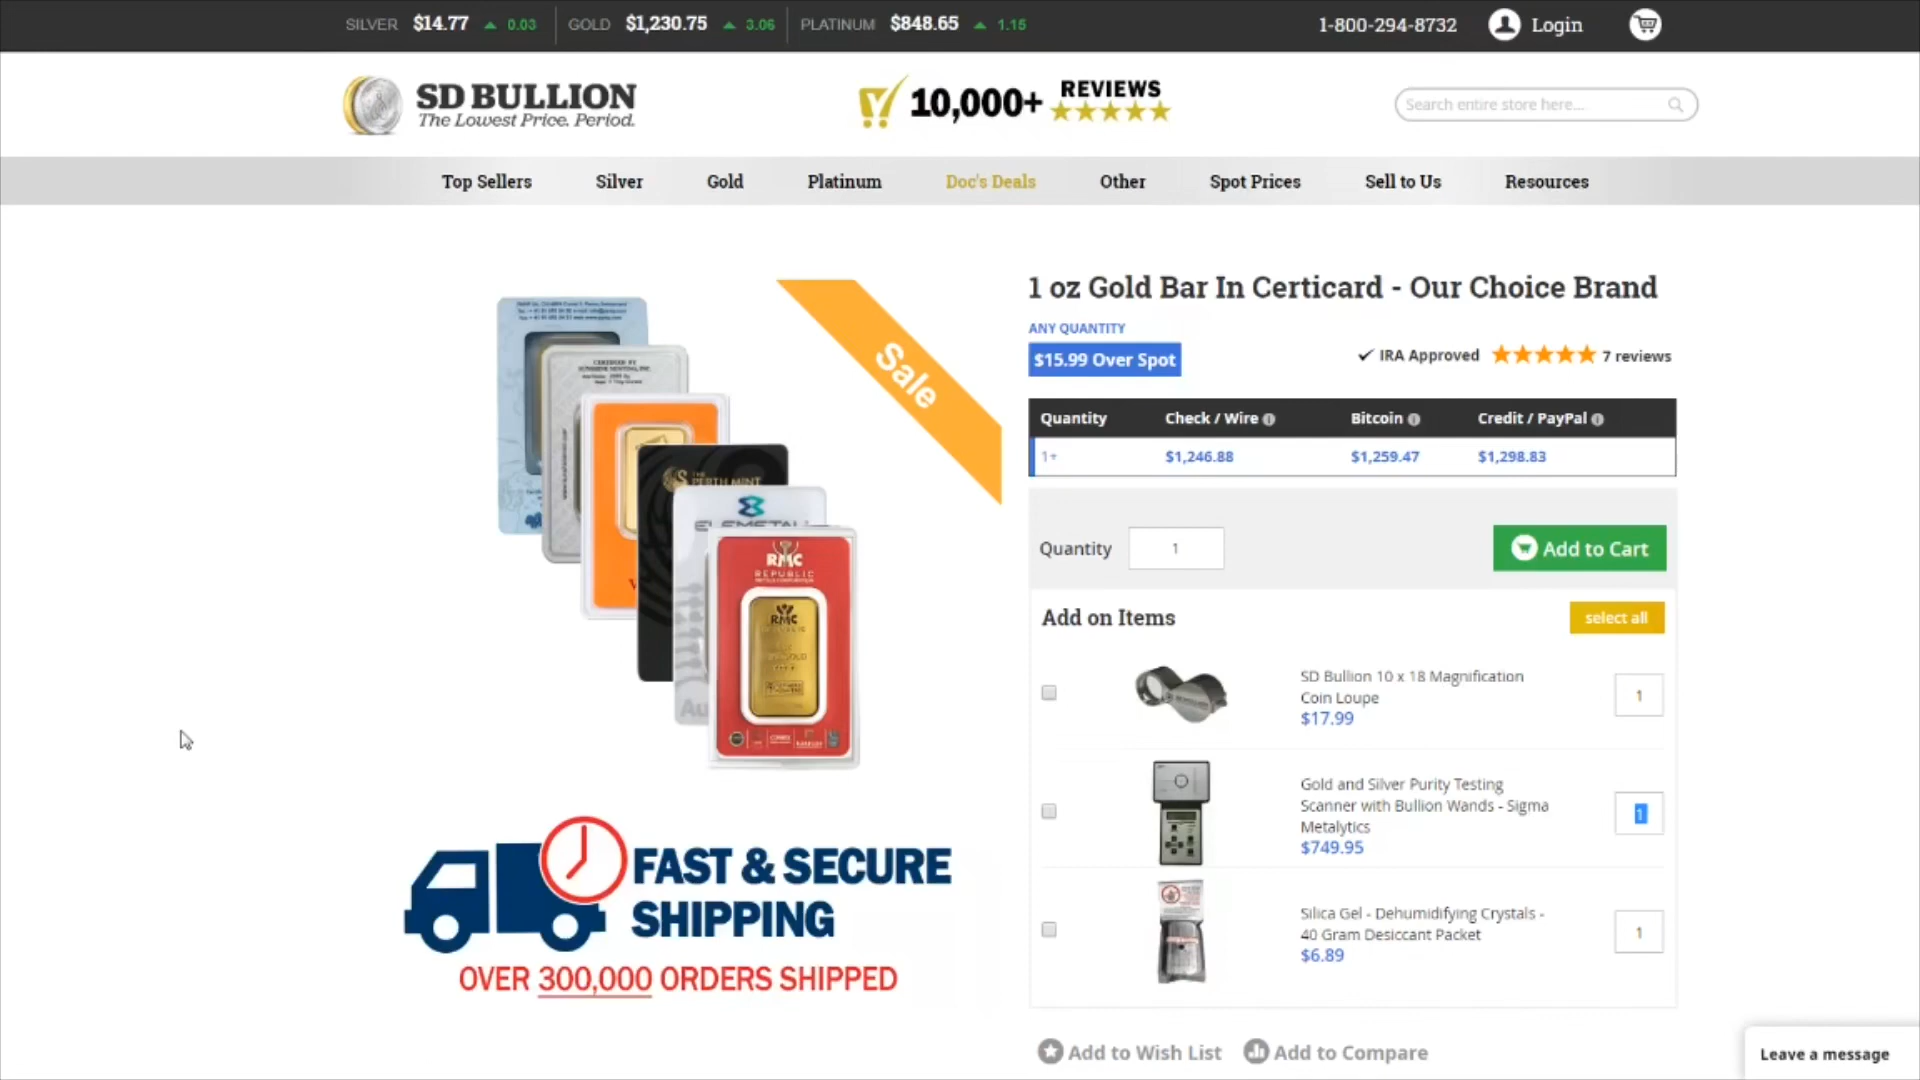 SILVER $14.77 0.03 GOLD $1,230.75 3.06 PLATINUM $848.65 1.15 1-800-294-8732 Login
SD BULLION
The Lowest Price. Period.
10,000+ REVIEWS
Search entire store here...
Top Sellers Silver Gold Platinum Doc's Deals Other Spot Prices Sell to Us Resources
Sale
THE
PERTH MINT
RMC
REPUBLIC
RMC
Au
1 oz Gold Bar In Certicard - Our Choice Brand
ANY QUANTITY
$15.99 Over Spot
IRA Approved 7 reviews
Quantity Check / Wire Bitcoin Credit / PayPal
1+ $1,246.88 $1,259.47 $1,298.83
Quantity 1 Add to Cart
Add on Items select all
SD Bullion 10 x 18 Magnification
Coin Loupe
$17.99
1
Gold and Silver Purity Testing
Scanner with Bullion Wands - Sigma
Metalytics
$749.95
1
Silica Gel - Dehumidifying Crystals -
40 Gram Desiccant Packet
$6.89
1
FAST & SECURE
SHIPPING
OVER 300,000 ORDERS SHIPPED
Add to Wish List Add to Compare
Leave a message